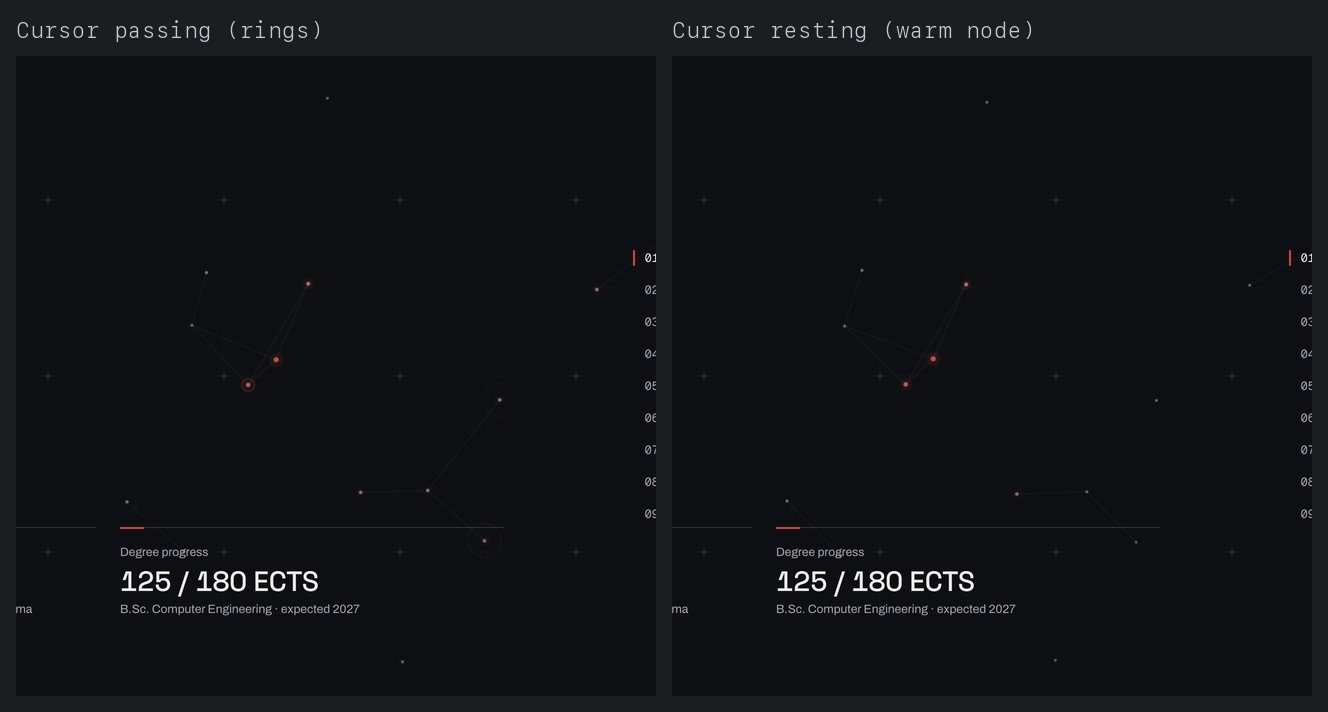 Cursor passing (rings)
Cursor resting (warm node)
01
02
03
04
05
06
07
08
09
Degree progress
125 / 180 ECTS
ma
B.Sc. Computer Engineering · expected 2027
01
02
03
04
05
06
07
08
09
Degree progress
125 / 180 ECTS
ma
B.Sc. Computer Engineering · expected 2027